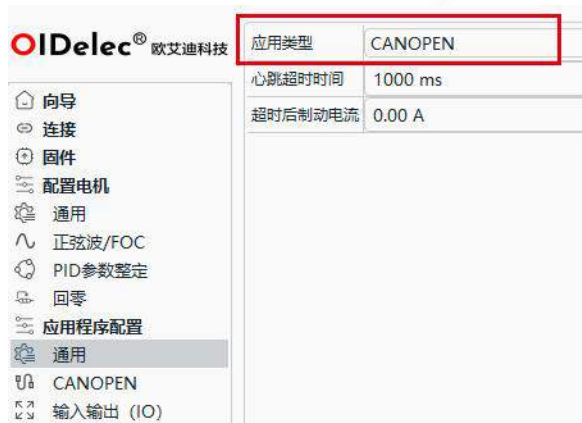 OIDelec® 欧艾迪科技
向导
连接
固件
配置电机
通用
正弦波/FOC
PID参数整定
回零
应用程序配置
通用
CANOPEN
输入输出（IO）
应用类型 CANOPEN
心跳超时时间 1000 ms
超时后制动电流 0.00 A